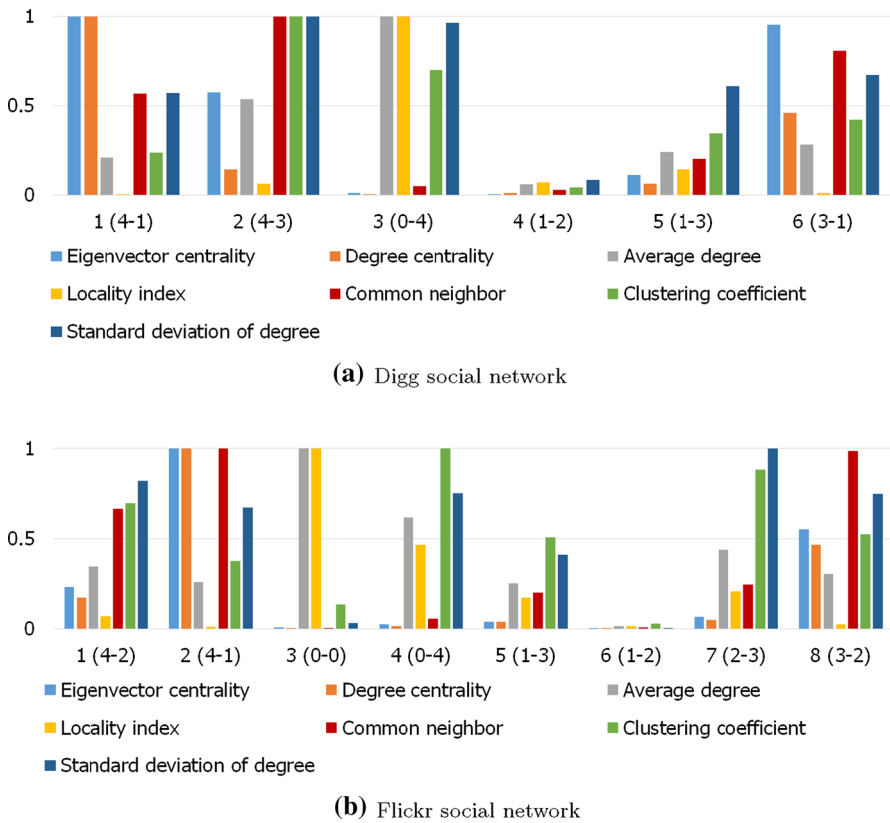 1
0.5
0
1 (4-1) 2 (4-3) 3 (0-4) 4 (1-2) 5 (1-3) 6 (3-1)
Eigenvector centrality Degree centrality Average degree
Locality index Common neighbor Clustering coefficient
Standard deviation of degree
(a) Digg social network
1
0.5
0
1 (4-2) 2 (4-1) 3 (0-0) 4 (0-4) 5 (1-3) 6 (1-2) 7 (2-3) 8 (3-2)
Eigenvector centrality Degree centrality Average degree
Locality index Common neighbor Clustering coefficient
Standard deviation of degree
(b) Flickr social network